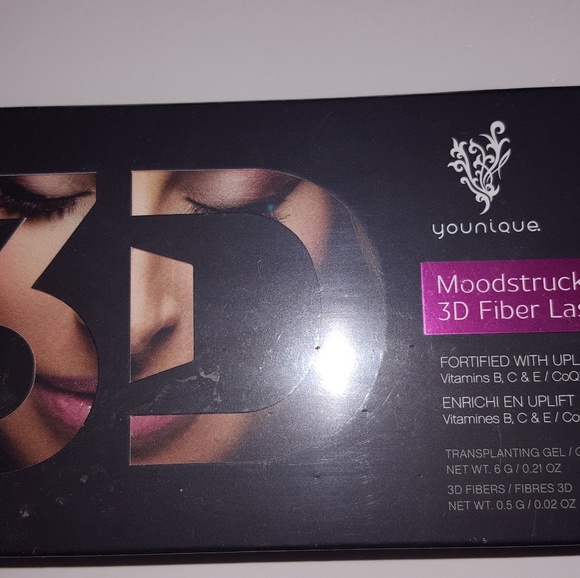 3D
younique
Moodstruck
3D Fiber Las
FORTIFIED WITH UPL
Vitamins B, C & E / CoQ
ENRICHI EN UPLIFT
Vitamines B, C & E / Co
TRANSPLANTING GEL / G
NET WT. 6 G / 0.21 OZ
3D FIBERS / FIBRES 3D
NET WT. 0.5 G / 0.02 OZ